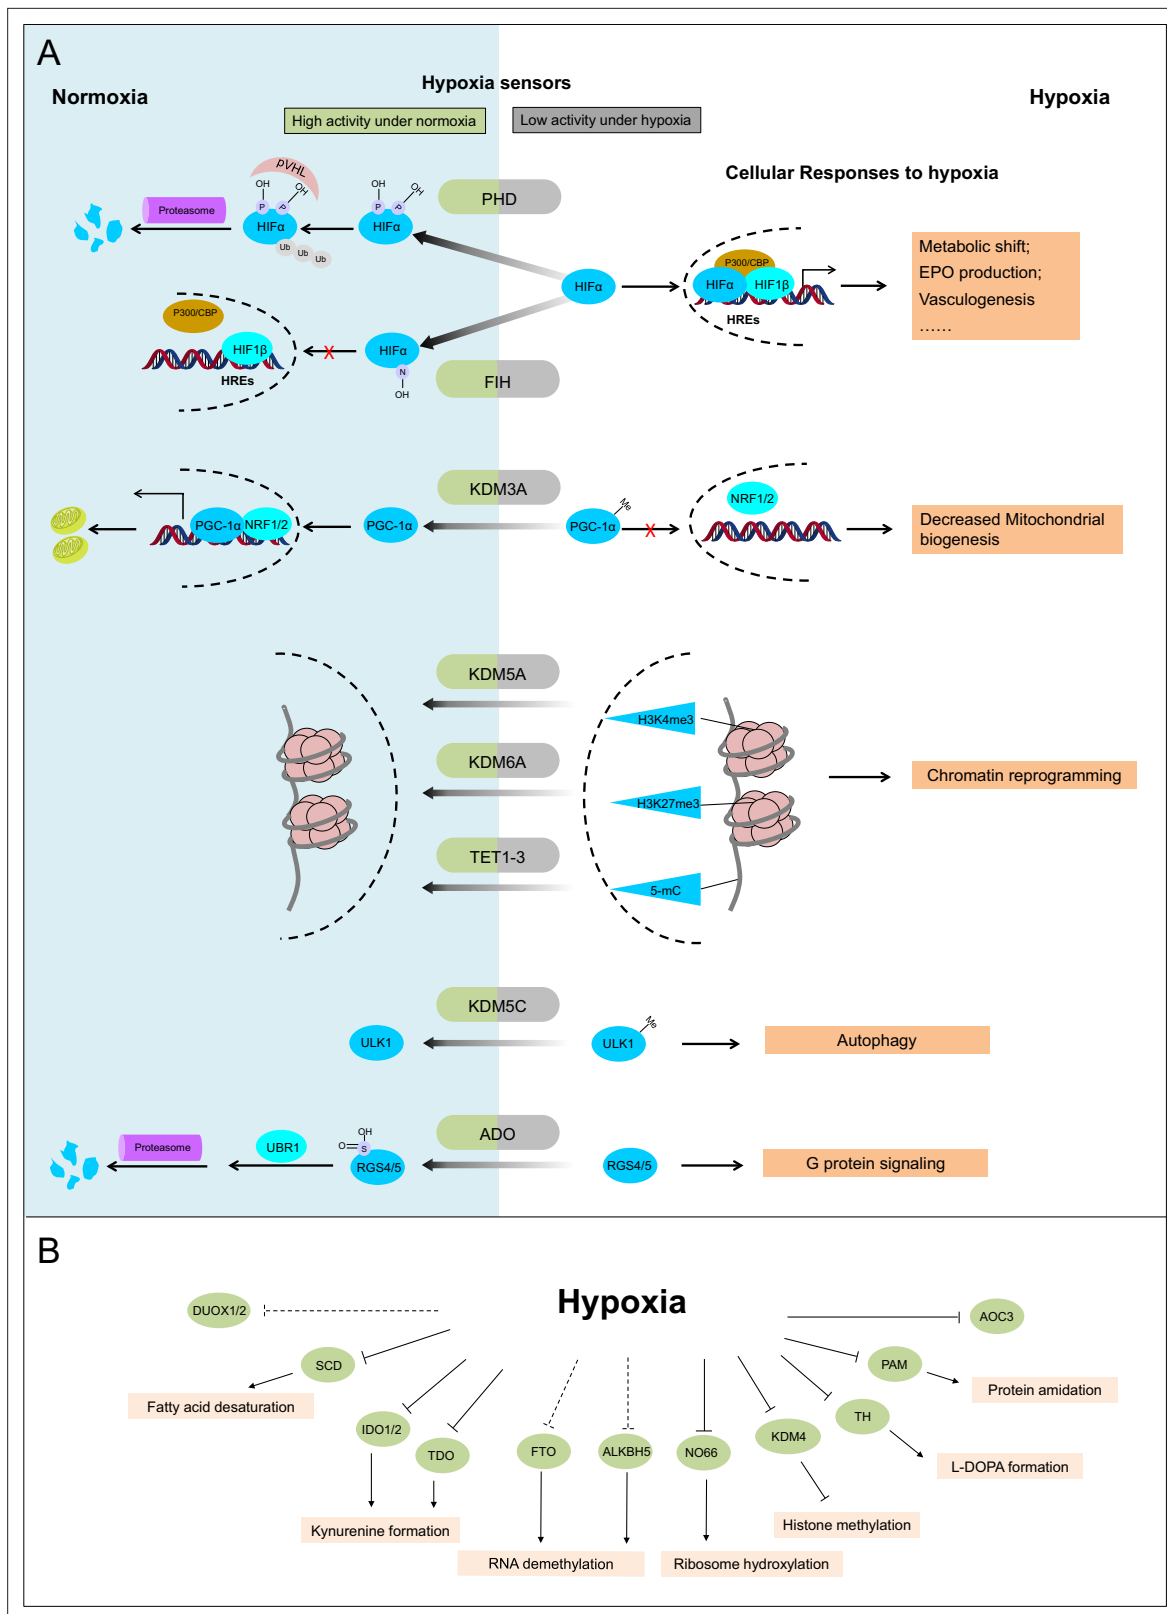 A
Normoxia
Hypoxia sensors
Hypoxia
High activity under normoxia
Low activity under hypoxia
Cellular Responses to hypoxia
pVHL
OH
OH
P
P
HIFα
Ub
Ub
Ub
Proteasome
OH
OH
P
P
HIFα
PHD
HIFα
P300/CBP
HIFα
HIF1β
HREs
Metabolic shift;
EPO production;
Vasculogenesis
......
P300/CBP
HIF1β
HREs
X
HIFα
N
OH
FIH
KDM3A
PGC-1α
NRF1/2
PGC-1α
PGC-1α
Me
X
NRF1/2
Decreased Mitochondrial
biogenesis
KDM5A
H3K4me3
KDM6A
H3K27me3
Chromatin reprogramming
TET1-3
5-mC
KDM5C
ULK1
ULK1
Me
Autophagy
ADO
Proteasome
UBR1
OH
O
S
RGS4/5
RGS4/5
G protein signaling
B
Hypoxia
DUOX1/2
AOC3
SCD
PAM
Fatty acid desaturation
Protein amidation
IDO1/2
TDO
FTO
ALKBH5
NO66
KDM4
TH
L-DOPA formation
Kynurenine formation
Histone methylation
RNA demethylation
Ribosome hydroxylation